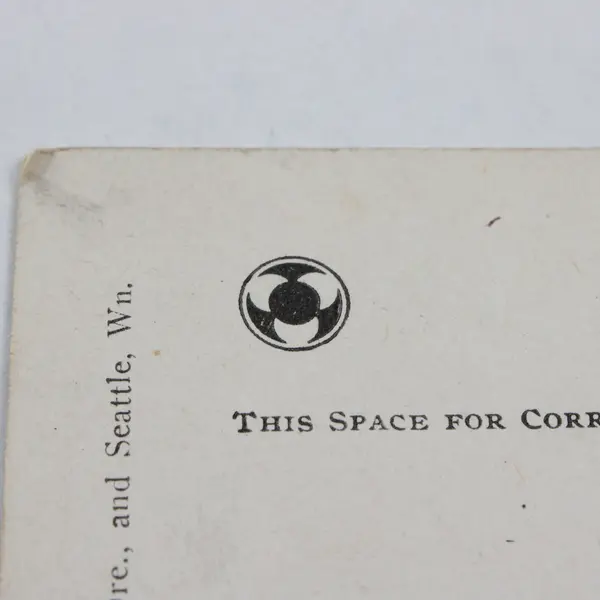 THIS SPACE FOR CORR
re., and Seattle, Wn.